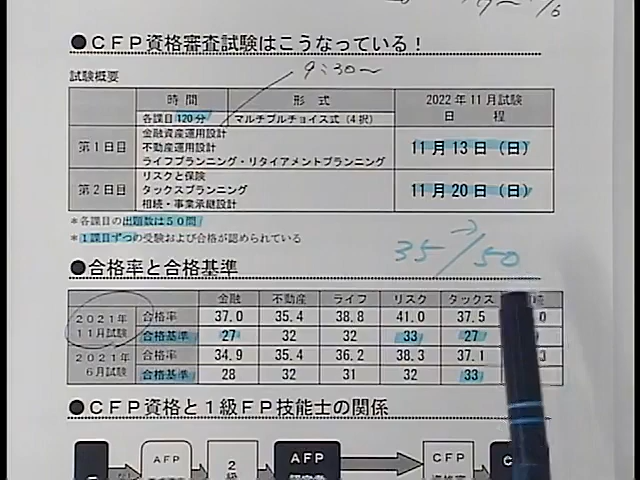 ●ＣＦＰ資格審査試験はこうなっている！
9:30〜
試験概要
時間 形式 2022年11月試験 日程
各課目120分 マルチプルチョイス式（4択）
第1日目 金融資産運用設計 11月13日（日）
不動産運用設計
ライフプランニング・リタイアメントプランニング
第2日目 リスクと保険 11月20日（日）
タックスプランニング
相続・事業承継設計
＊各課目の出題数は５０問
＊１課目ずつの受験および合格が認められている
35/50
●合格率と合格基準
金融 不動産 ライフ リスク タックス
2021年11月試験 合格率 37.0 35.4 38.8 41.0 37.5
合格基準 27 32 32 33 27
2021年6月試験 合格率 34.9 35.4 36.2 38.3 37.1
合格基準 28 32 31 32 33
●ＣＦＰ資格と１級ＦＰ技能士の関係
AFP 2 AFP CFP